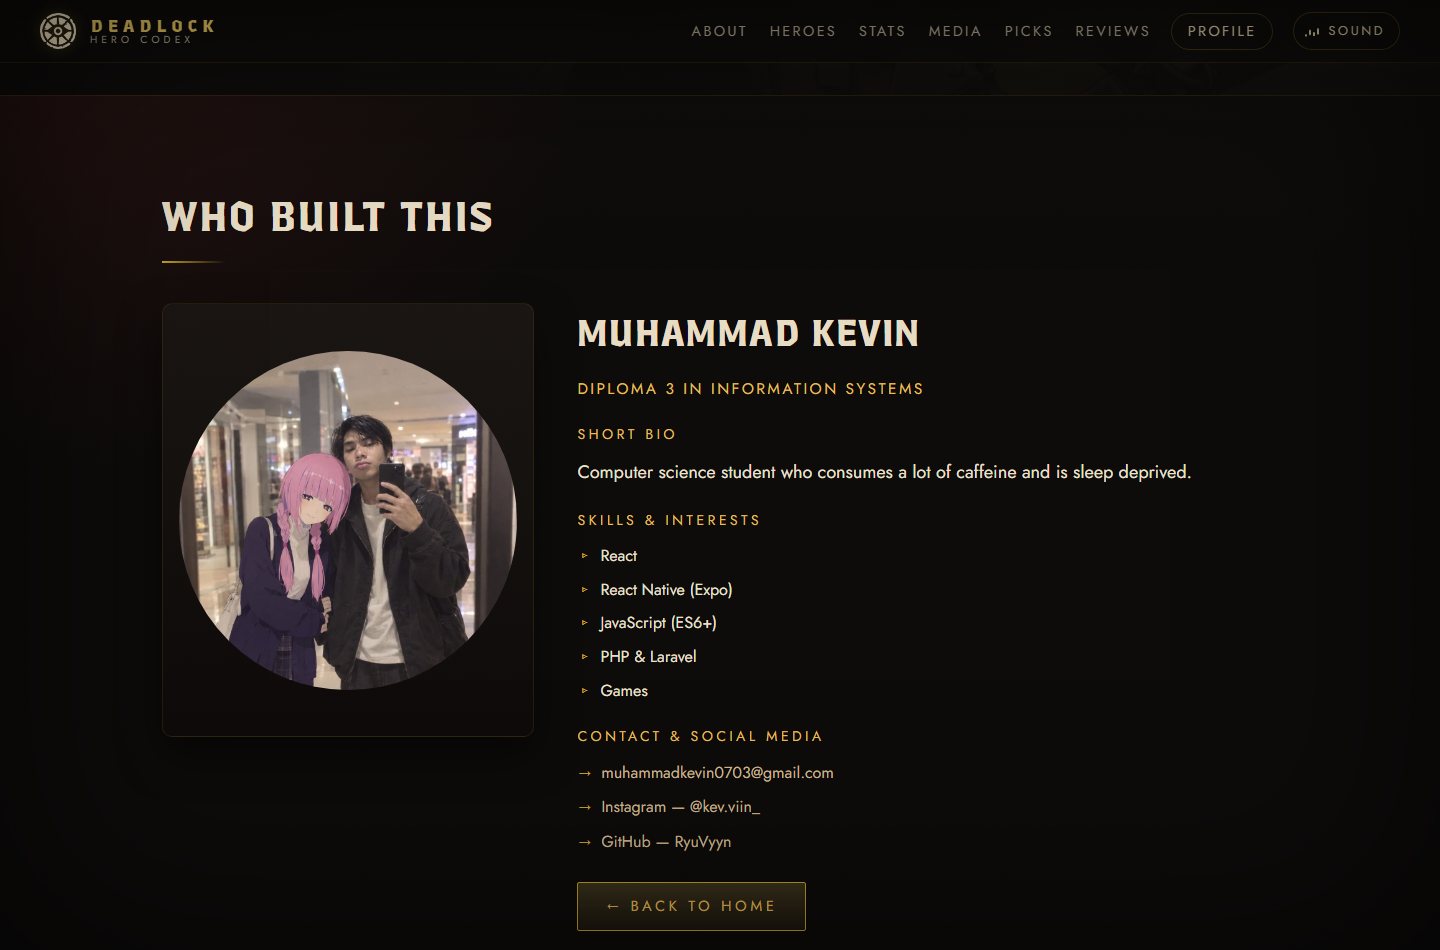 DEADLOCK
HERO CODEX
ABOUT HEROES STATS MEDIA PICKS REVIEWS PROFILE SOUND
WHO BUILT THIS
MUHAMMAD KEVIN
DIPLOMA 3 IN INFORMATION SYSTEMS
SHORT BIO
Computer science student who consumes a lot of caffeine and is sleep deprived.
SKILLS & INTERESTS
▹ React
▹ React Native (Expo)
▹ JavaScript (ES6+)
▹ PHP & Laravel
▹ Games
CONTACT & SOCIAL MEDIA
→ muhammadkevin0703@gmail.com
→ Instagram — @kev.viin_
→ GitHub — RyuVyyn
← BACK TO HOME